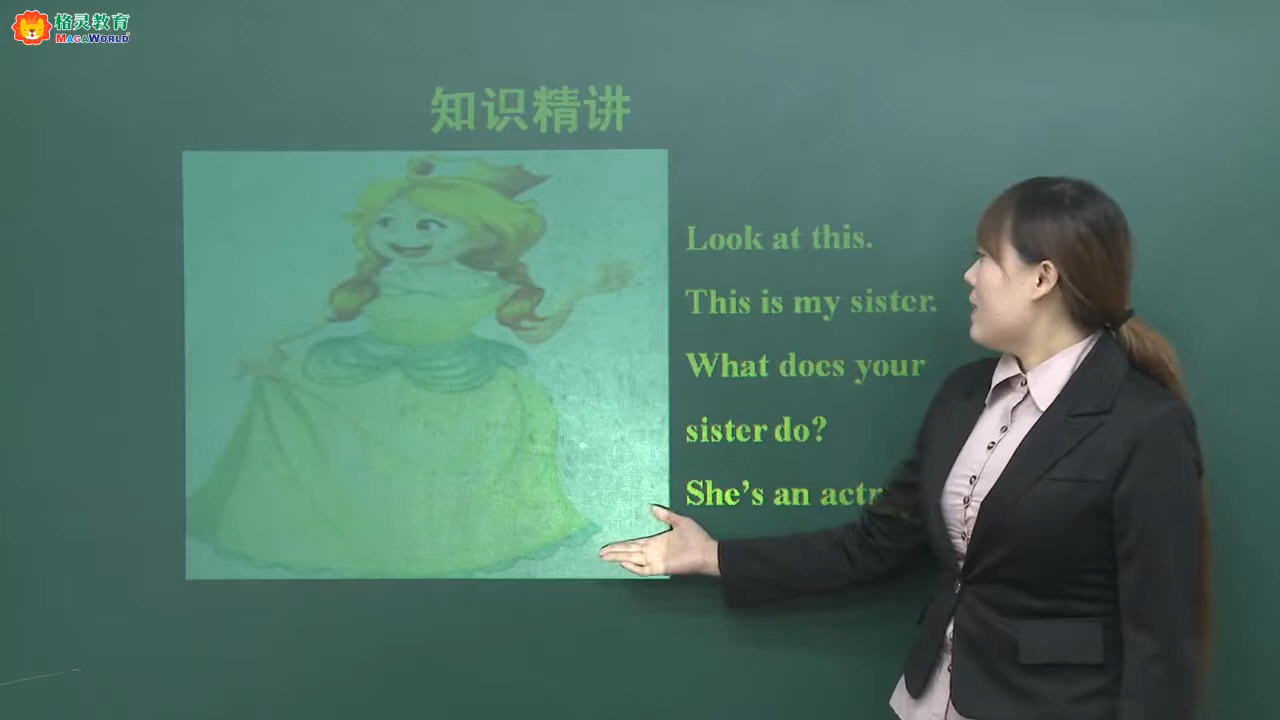 格灵教育
MAGAWORLD
知识精讲
Look at this.
This is my sister.
What does your
sister do?
She's an